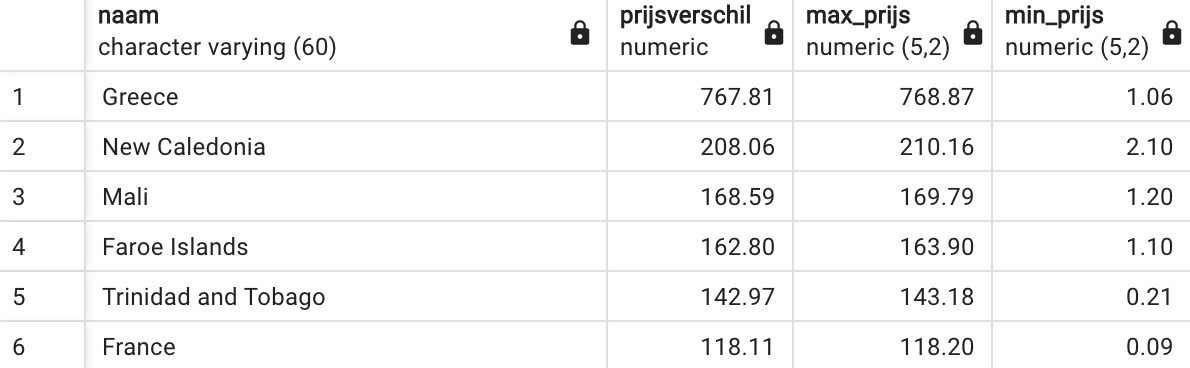 naam prijsverschil max_prijs min_prijs
character varying (60) numeric numeric (5,2) numeric (5,2)
1 Greece 767.81 768.87 1.06
2 New Caledonia 208.06 210.16 2.10
3 Mali 168.59 169.79 1.20
4 Faroe Islands 162.80 163.90 1.10
5 Trinidad and Tobago 142.97 143.18 0.21
6 France 118.11 118.20 0.09